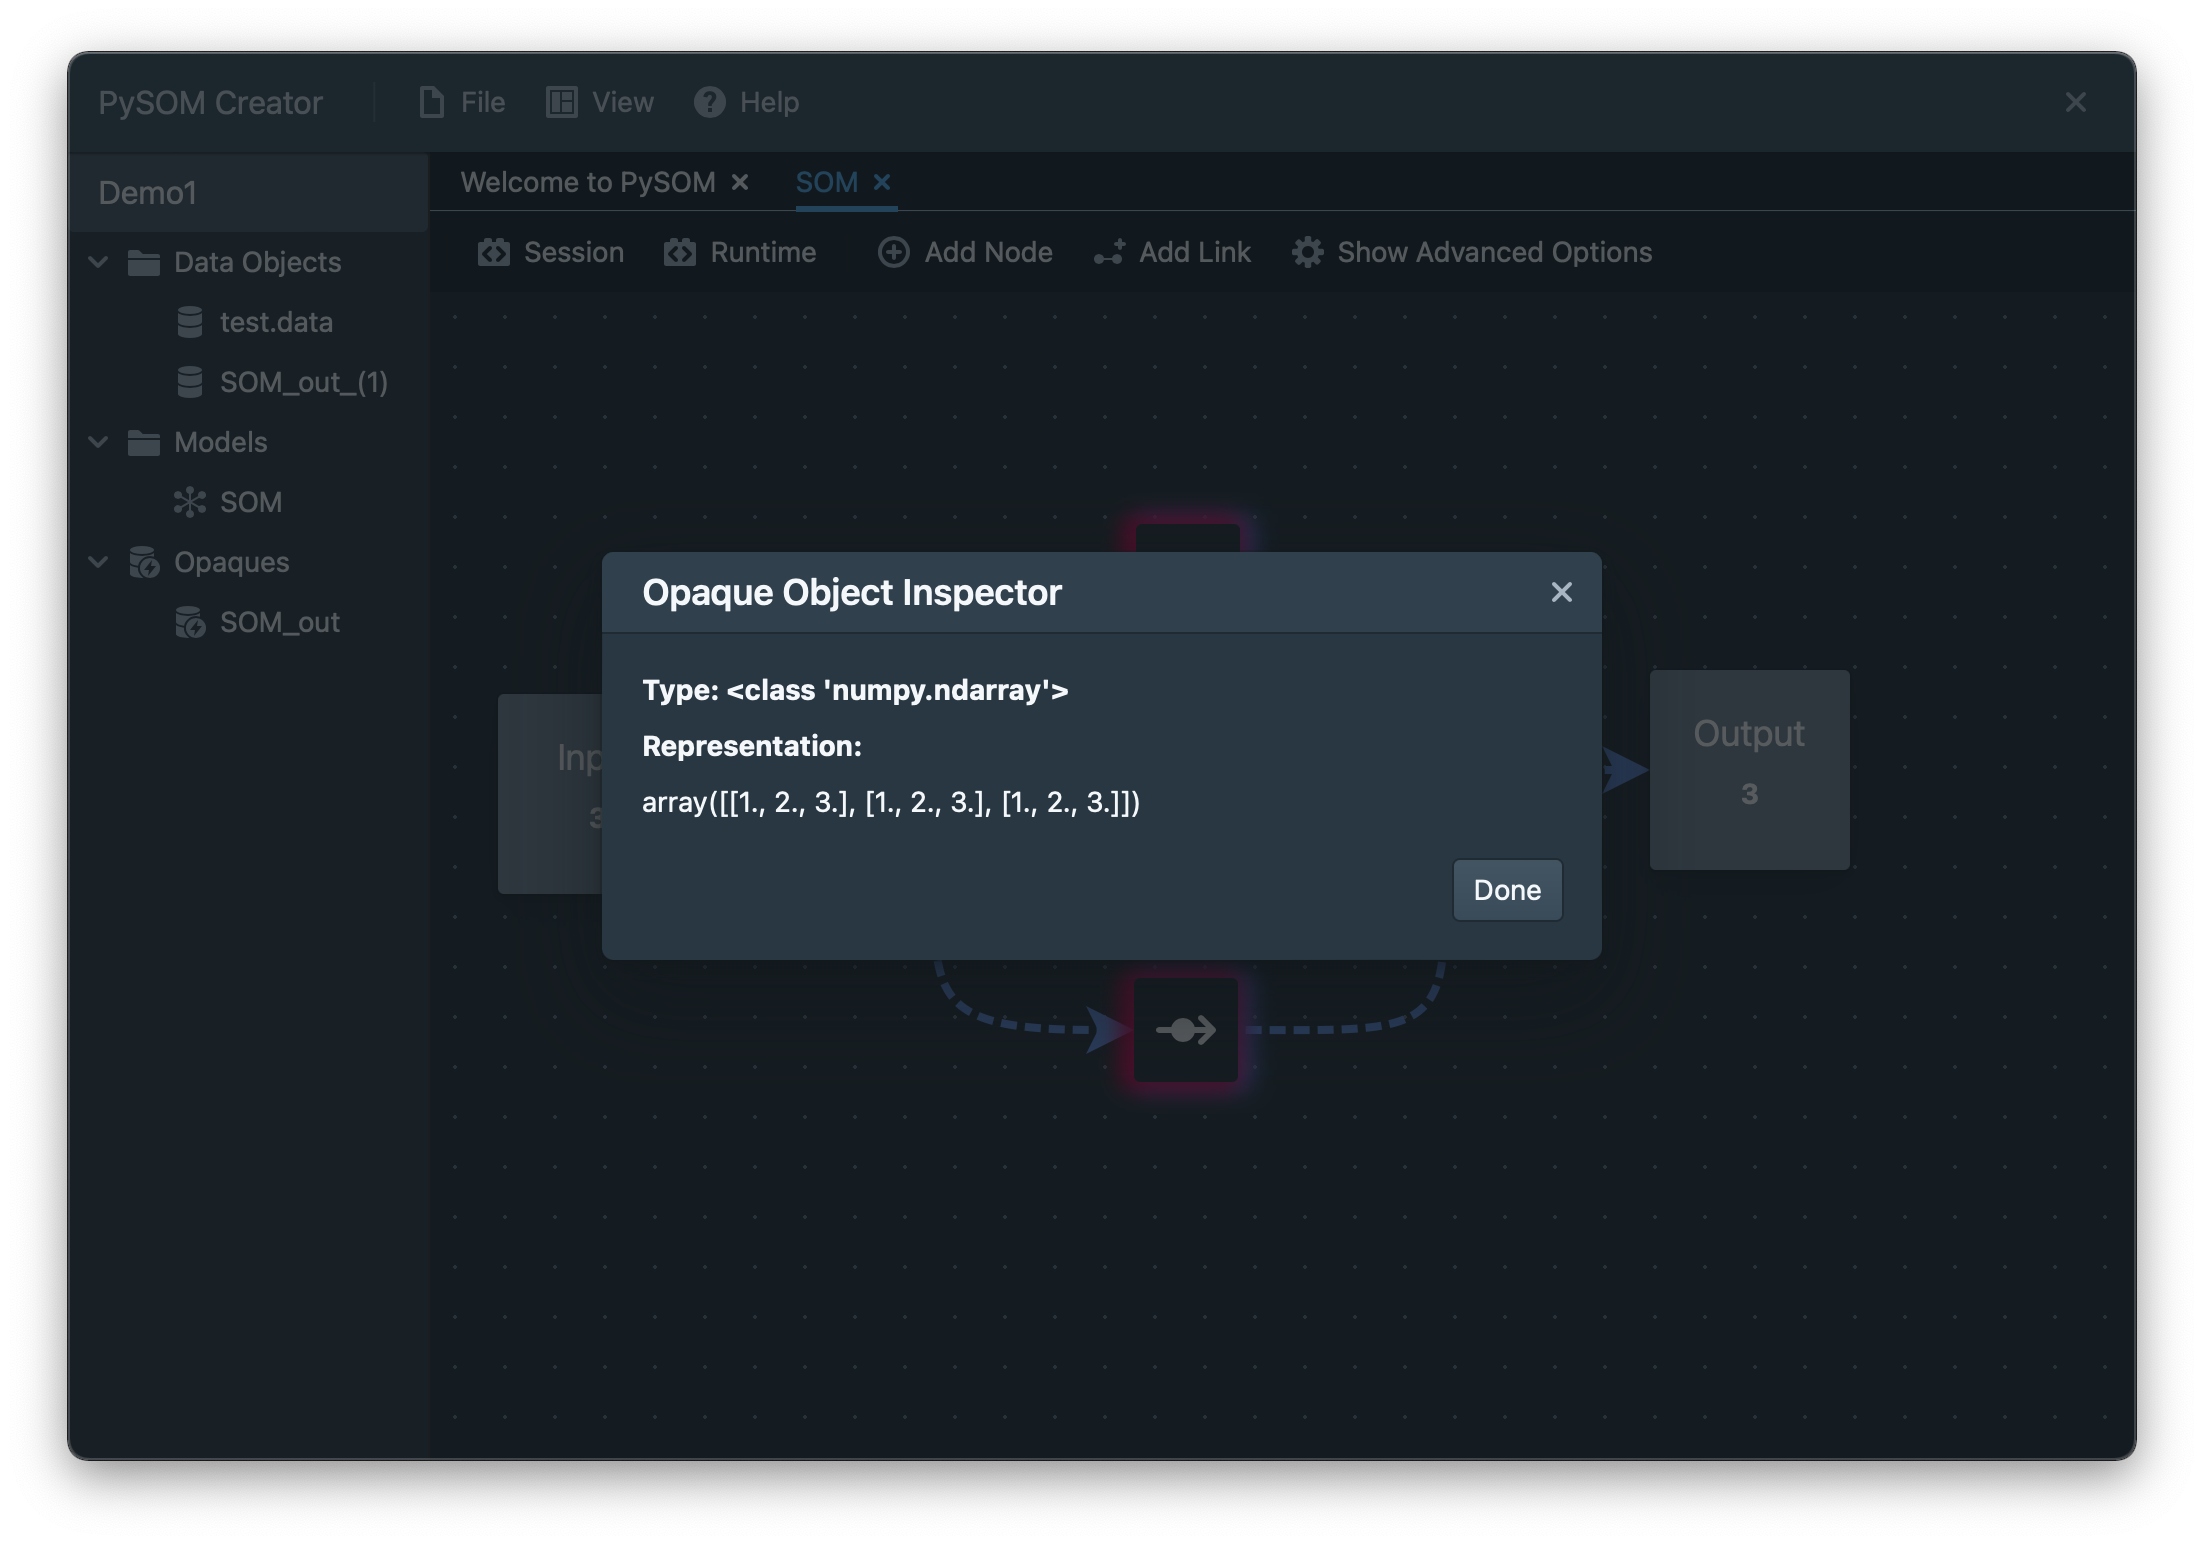 PySOM Creator
File
View
Help
Demo1
Data Objects
test.data
SOM_out_(1)
Models
SOM
Opaques
SOM_out
Welcome to PySOM
SOM
Session
Runtime
Add Node
Add Link
Show Advanced Options
Opaque Object Inspector
Type: <class 'numpy.ndarray'>
Representation:
array([[1., 2., 3.], [1., 2., 3.], [1., 2., 3.]])
Done
Inp
3
Output
3